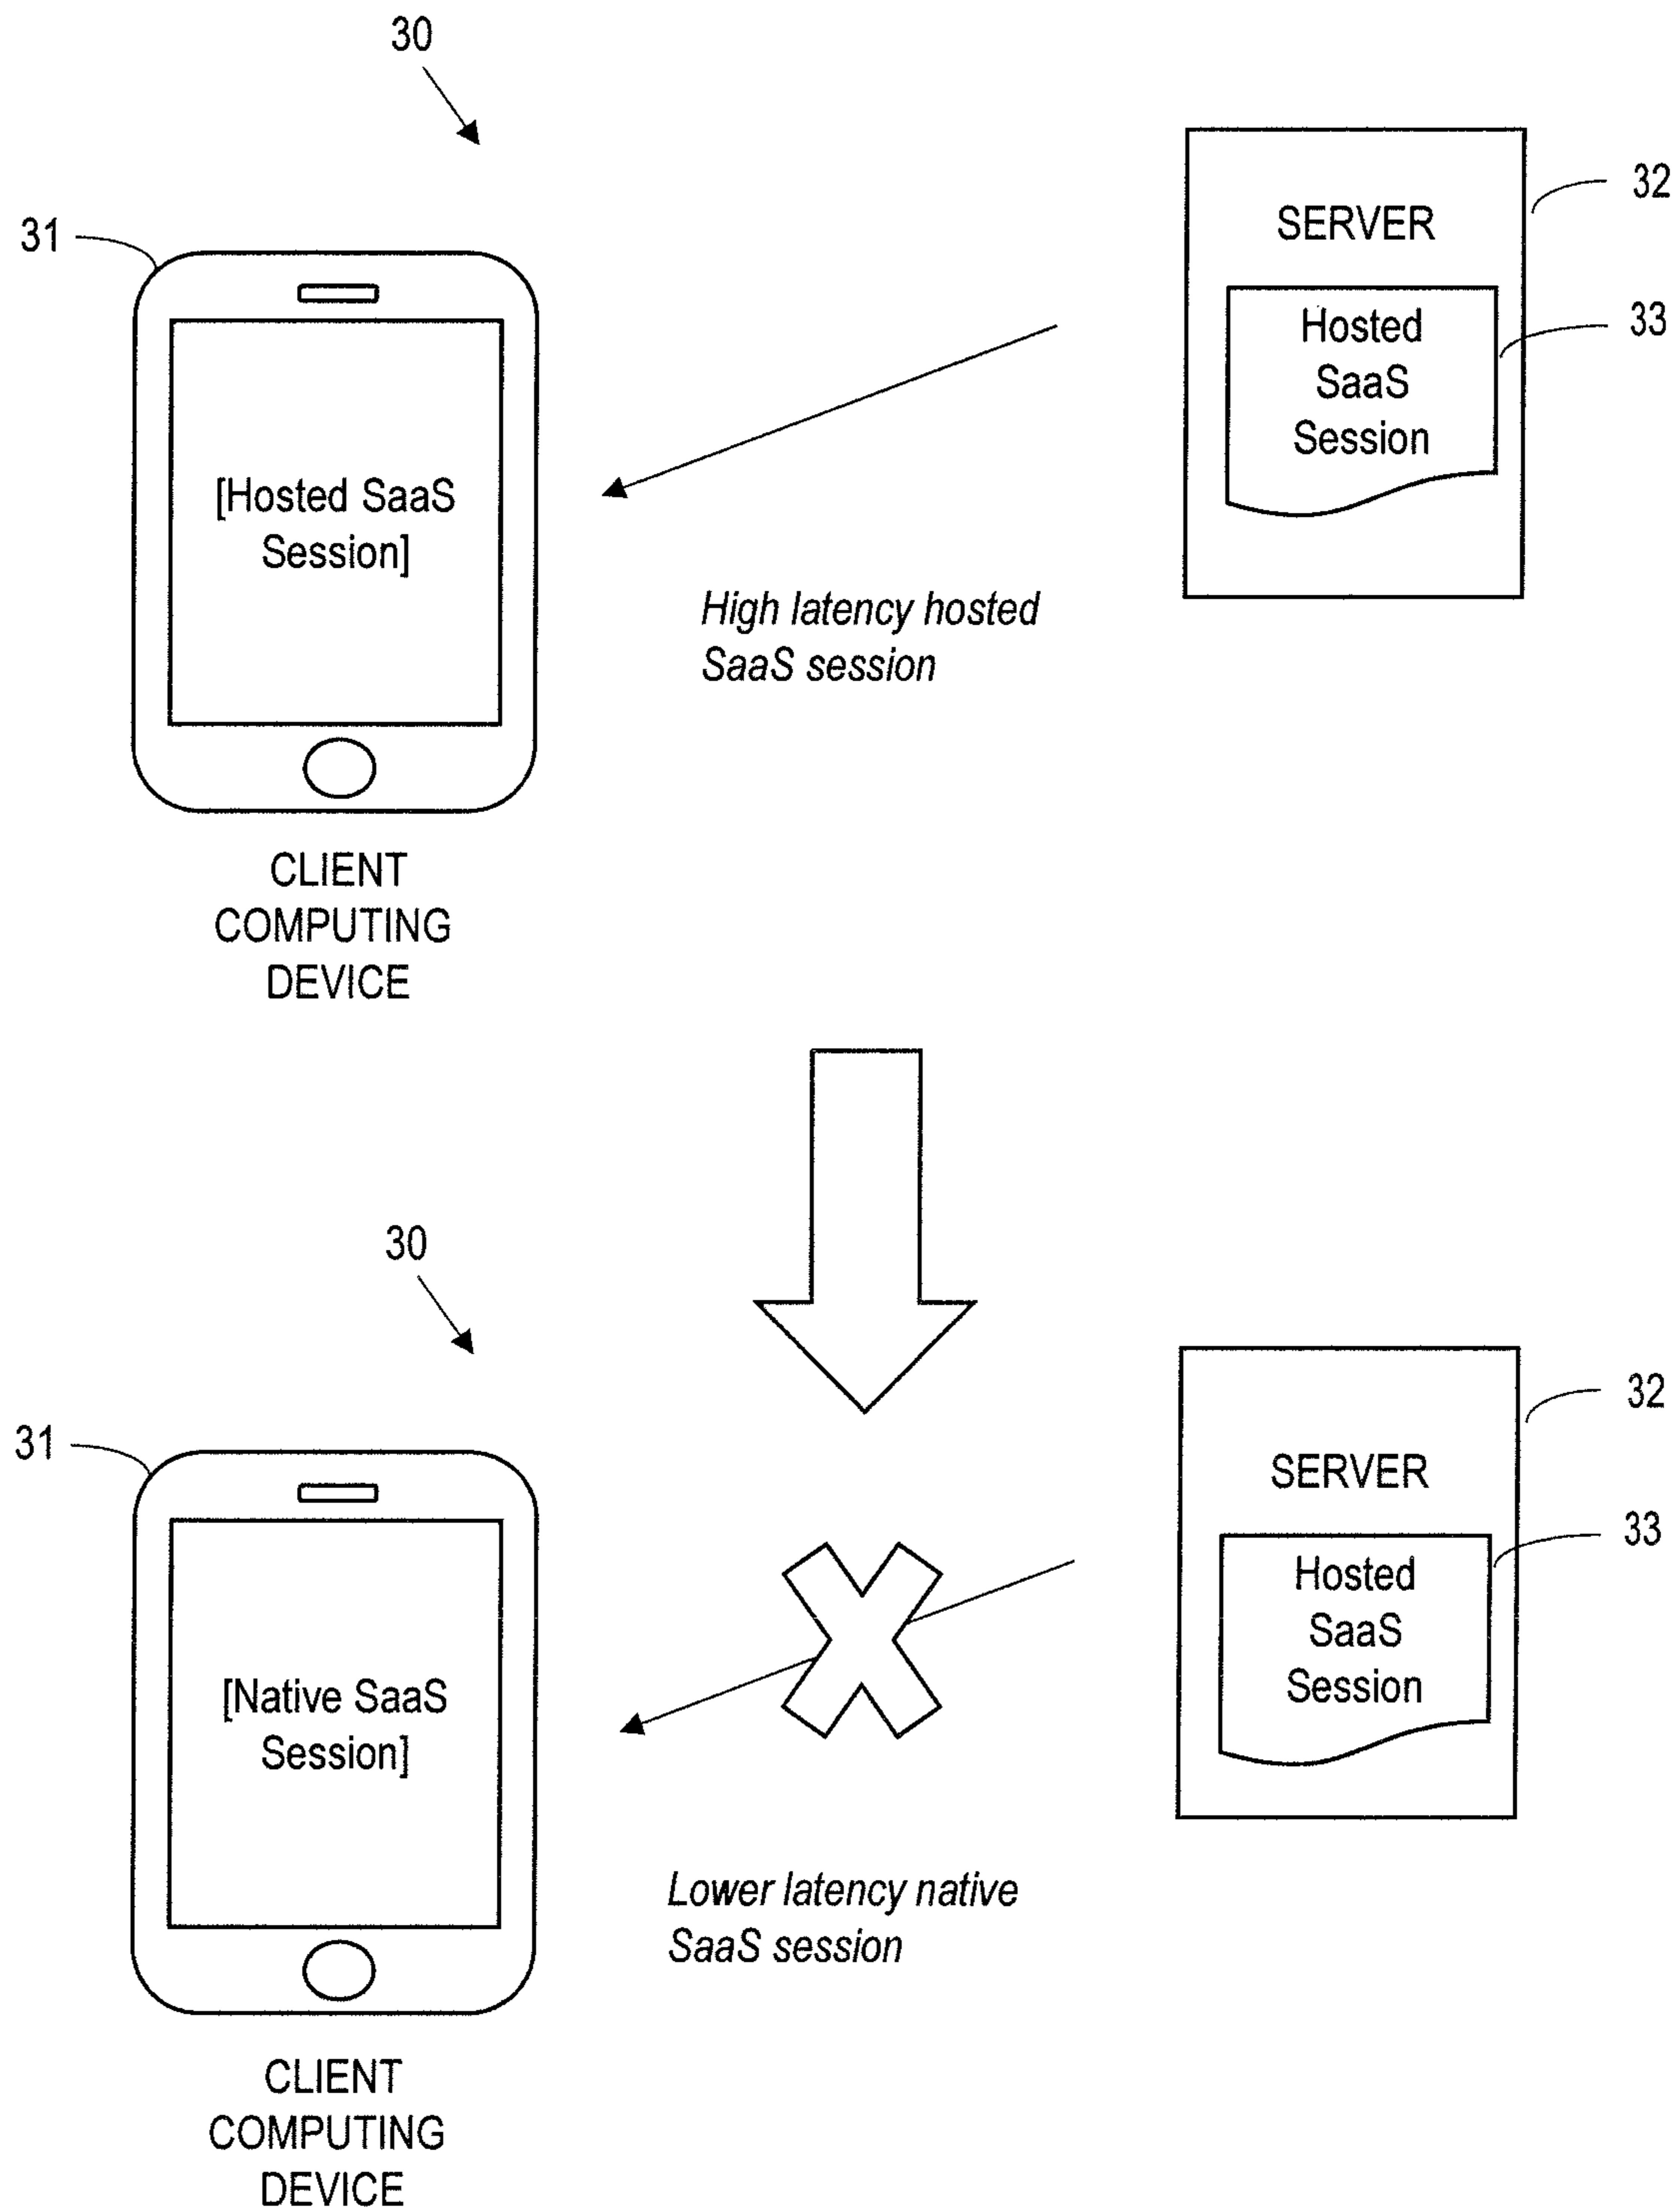 30
32
SERVER
31
33
Hosted
SaaS
Session
[Hosted SaaS
Session]
High latency hosted
SaaS session
CLIENT
COMPUTING
DEVICE
30
32
31
SERVER
33
Hosted
SaaS
Session
[Native SaaS
Session]
Lower latency native
SaaS session
CLIENT
COMPUTING
DEVICE